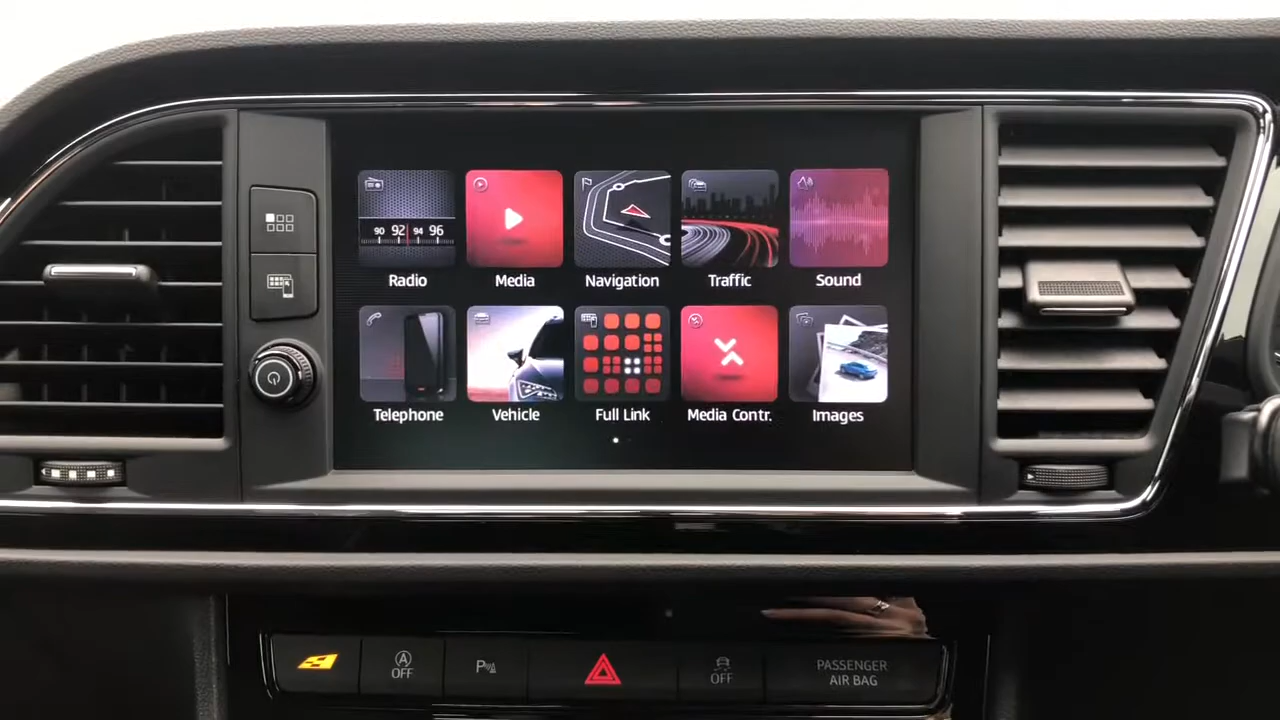 90 92 94 96
Radio
Media
Navigation
Traffic
Sound
Telephone
Vehicle
Full Link
Media Contr.
Images
A
OFF
P
OFF
PASSENGER
AIR BAG